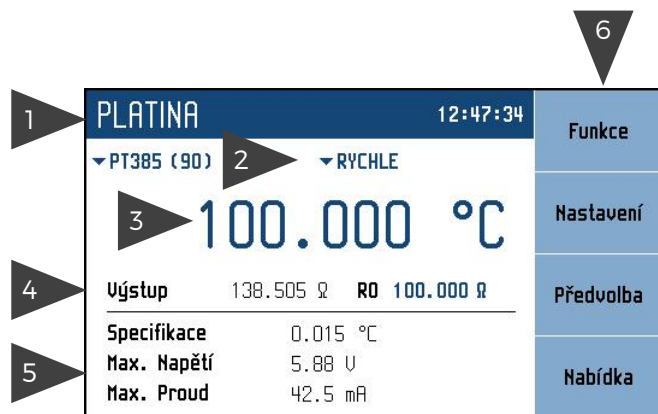 6
1
PLATINA 12:47:34
PT385 (90)
2
RYCHLE
3
100.000 °C
4
Výstup 138.505 Ω R0 100.000 Ω
Specifikace 0.015 °C
5
Max. Napětí 5.88 V
Max. Proud 42.5 mA
Funkce
Nastavení
Předvolba
Nabídka